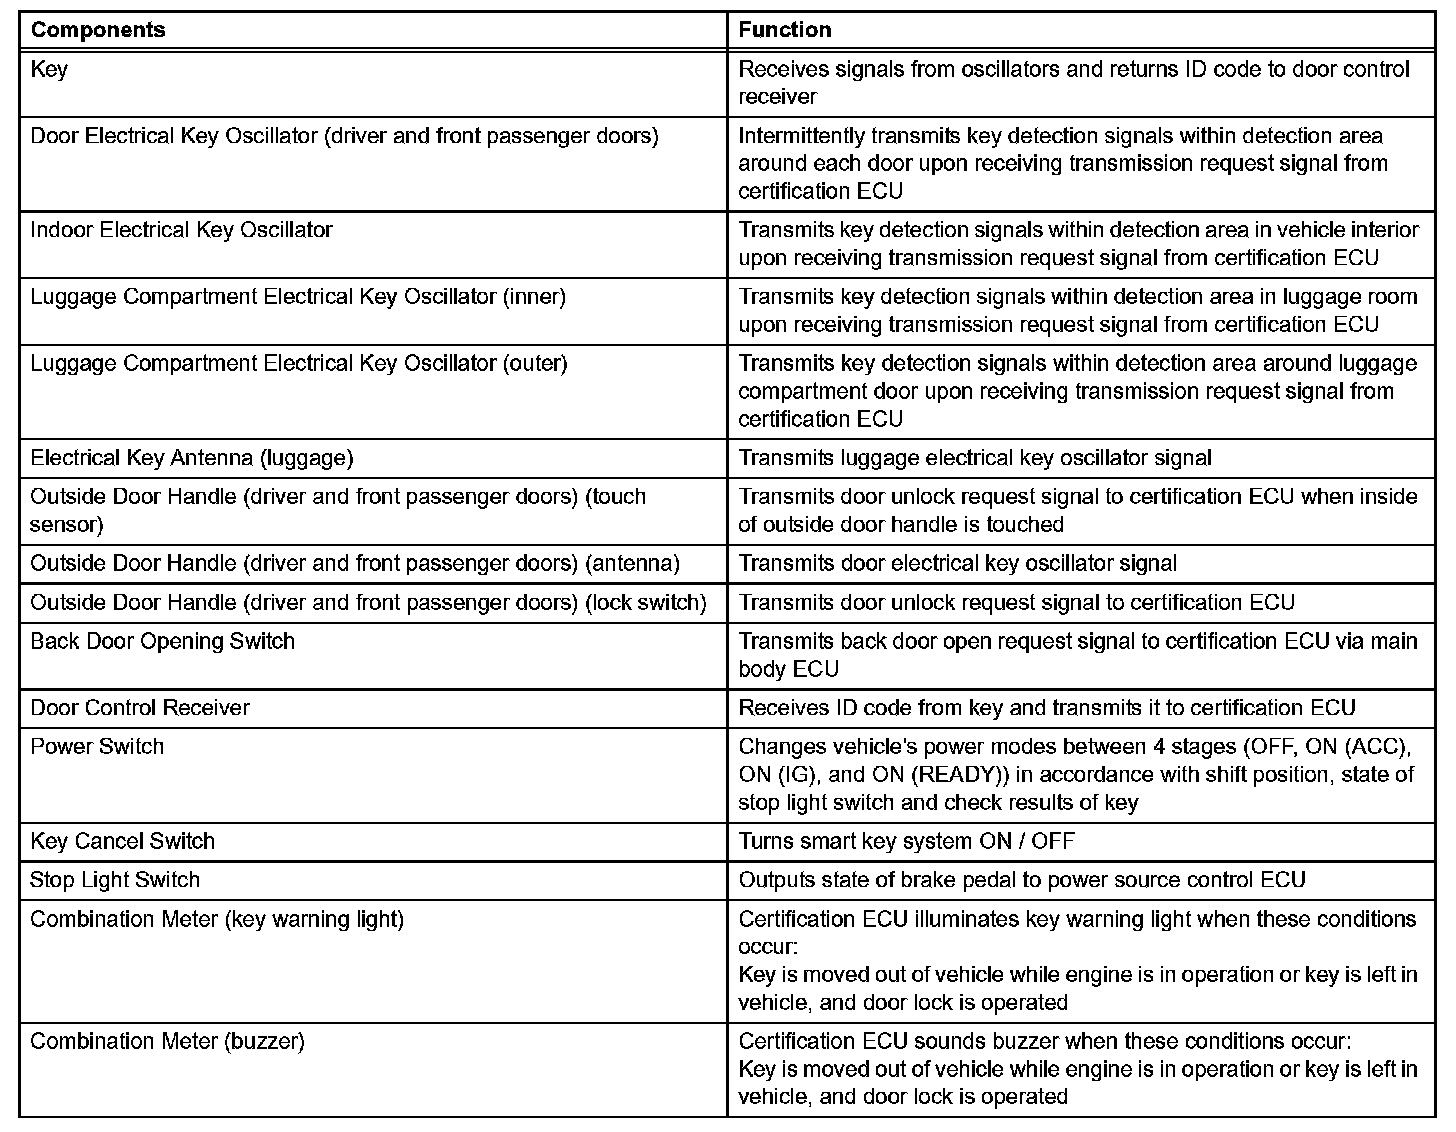 Components
Function
Key
Receives signals from oscillators and returns ID code to door control
receiver
Door Electrical Key Oscillator (driver and front passenger doors)
Intermittently transmits key detection signals within detection area
around each door upon receiving transmission request signal from
certification ECU
Indoor Electrical Key Oscillator
Transmits key detection signals within detection area in vehicle interior
upon receiving transmission request signal from certification ECU
Luggage Compartment Electrical Key Oscillator (inner)
Transmits key detection signals within detection area in luggage room
upon receiving transmission request signal from certification ECU
Luggage Compartment Electrical Key Oscillator (outer)
Transmits key detection signals within detection area around luggage
compartment door upon receiving transmission request signal from
certification ECU
Electrical Key Antenna (luggage)
Transmits luggage electrical key oscillator signal
Outside Door Handle (driver and front passenger doors) (touch
sensor)
Transmits door unlock request signal to certification ECU when inside
of outside door handle is touched
Outside Door Handle (driver and front passenger doors) (antenna)
Transmits door electrical key oscillator signal
Outside Door Handle (driver and front passenger doors) (lock switch)
Transmits door unlock request signal to certification ECU
Back Door Opening Switch
Transmits back door open request signal to certification ECU via main
body ECU
Door Control Receiver
Receives ID code from key and transmits it to certification ECU
Power Switch
Changes vehicle's power modes between 4 stages (OFF, ON (ACC),
ON (IG), and ON (READY)) in accordance with shift position, state of
stop light switch and check results of key
Key Cancel Switch
Turns smart key system ON / OFF
Stop Light Switch
Outputs state of brake pedal to power source control ECU
Combination Meter (key warning light)
Certification ECU illuminates key warning light when these conditions
occur:
Key is moved out of vehicle while engine is in operation or key is left in
vehicle, and door lock is operated
Combination Meter (buzzer)
Certification ECU sounds buzzer when these conditions occur:
Key is moved out of vehicle while engine is in operation or key is left in
vehicle, and door lock is operated